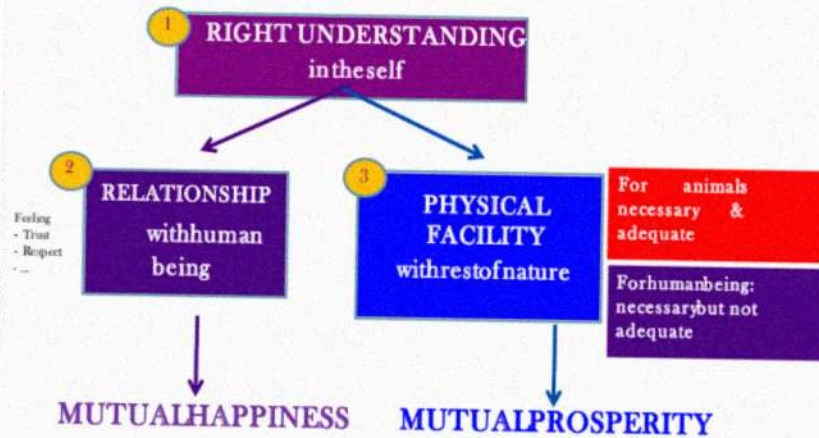 1
RIGHT UNDERSTANDING
intheself
2
RELATIONSHIP
withhuman
being
Feeling
- Trust
- Respect
- ...
3
PHYSICAL
FACILITY
withrestofnature
For animals
necessary &
adequate
Forhumanbeing:
necessarybut not
adequate
MUTUALHAPPINESS
MUTUALPROSPERITY